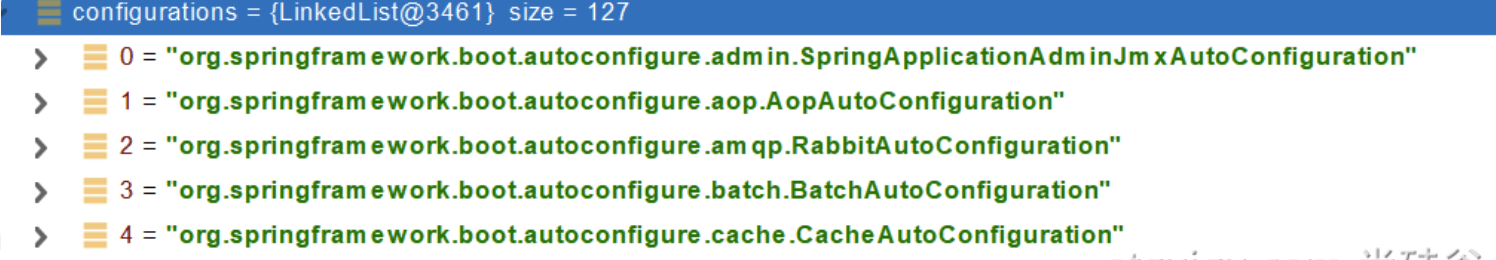 configurations = {LinkedList@3461} size = 127
0 = "org.springframework.boot.autoconfigure.admin.SpringApplicationAdminJmxAutoConfiguration"
1 = "org.springframework.boot.autoconfigure.aop.AopAutoConfiguration"
2 = "org.springframework.boot.autoconfigure.amqp.RabbitAutoConfiguration"
3 = "org.springframework.boot.autoconfigure.batch.BatchAutoConfiguration"
4 = "org.springframework.boot.autoconfigure.cache.CacheAutoConfiguration"